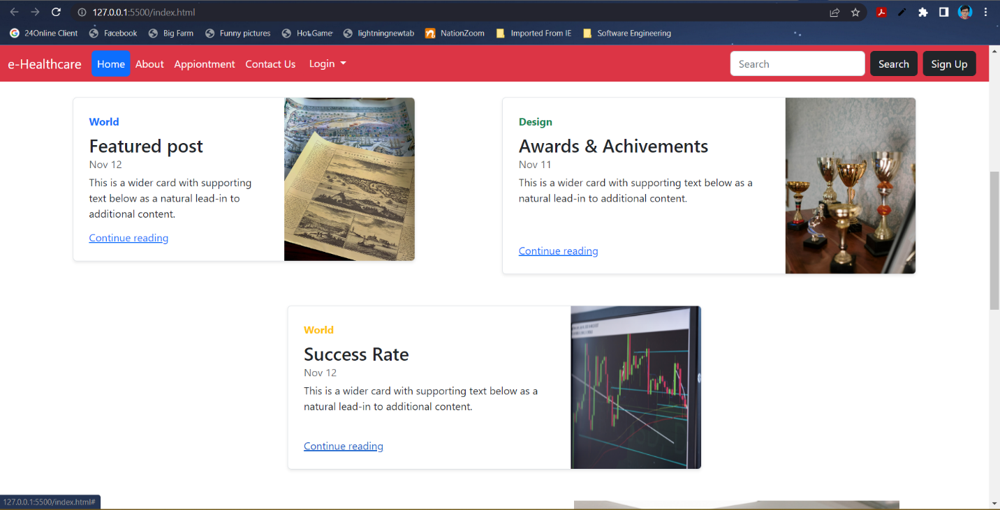 127.0.0.1:5500/index.html
24Online Client Facebook Big Farm Funny pictures Hot Game lightningnewtab NationZoom Imported From IE Software Engineering
e-Healthcare Home About Appiontment Contact Us Login Search Search Sign Up
World
Featured post
Nov 12
This is a wider card with supporting
text below as a natural lead-in to
additional content.
Continue reading
Design
Awards & Achivements
Nov 11
This is a wider card with supporting text below as a
natural lead-in to additional content.
Continue reading
World
Success Rate
Nov 12
This is a wider card with supporting text below as a
natural lead-in to additional content.
Continue reading
127.0.0.1:5500/index.html#